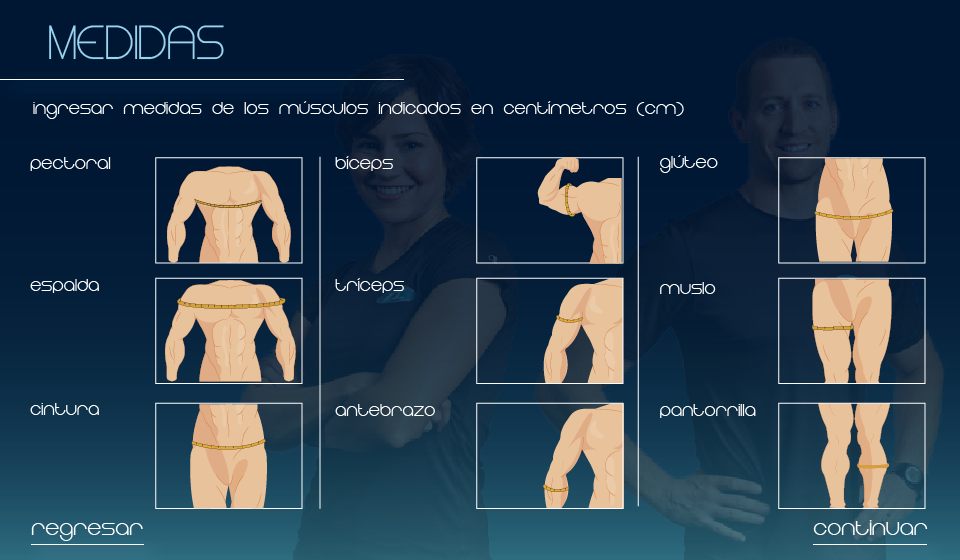 MEDIDAS
ingresar medidas de los músculos indicados en centímetros (cm)
pectoral
bíceps
glúteo
espalda
tríceps
muslo
cintura
antebrazo
pantorrilla
regresar
continuar